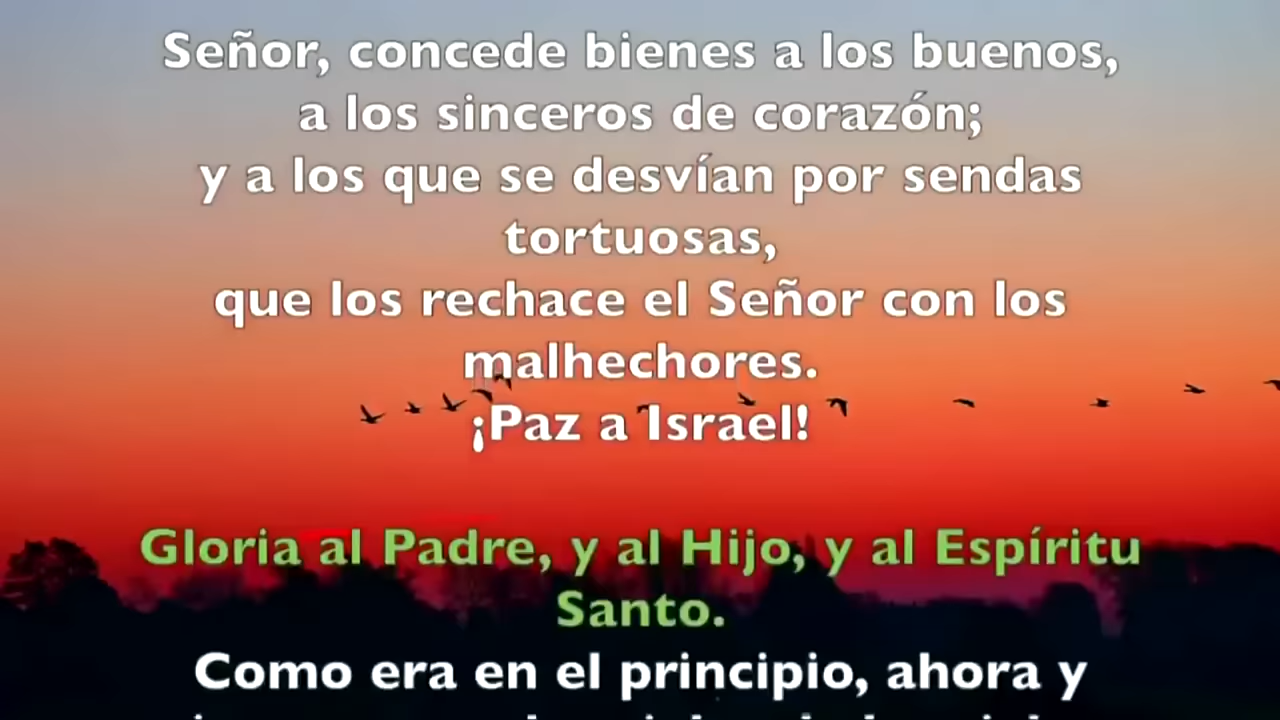 Señor, concede bienes a los buenos,
a los sinceros de corazón;
y a los que se desvían por sendas
tortuosas,
que los rechace el Señor con los
malhechores.
¡Paz a Israel!
Gloria al Padre, y al Hijo, y al Espíritu
Santo.
Como era en el principio, ahora y